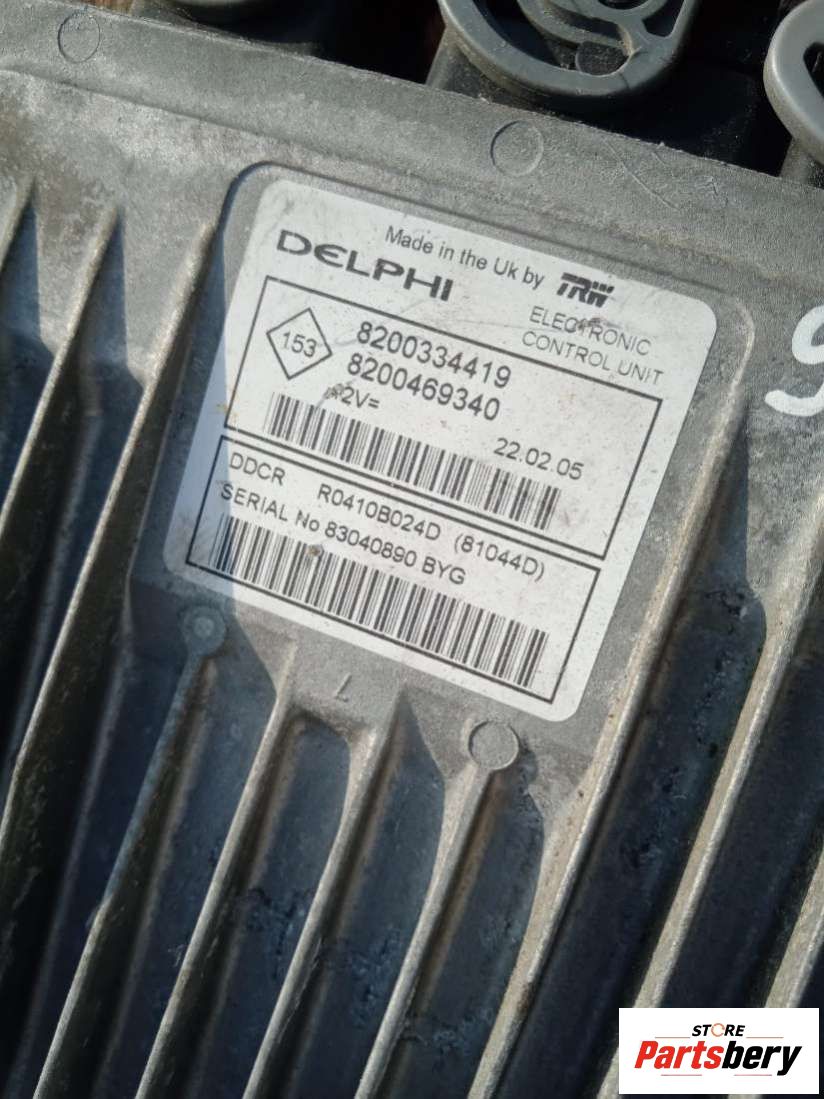 DELPHI
Made in the Uk by TRW
ELECTRONIC
CONTROL UNIT
153
8200334419
8200469340
22.02.05
DDCR R0410B024D (81044D)
SERIAL No 83040890 BYG
STORE
Partsbery